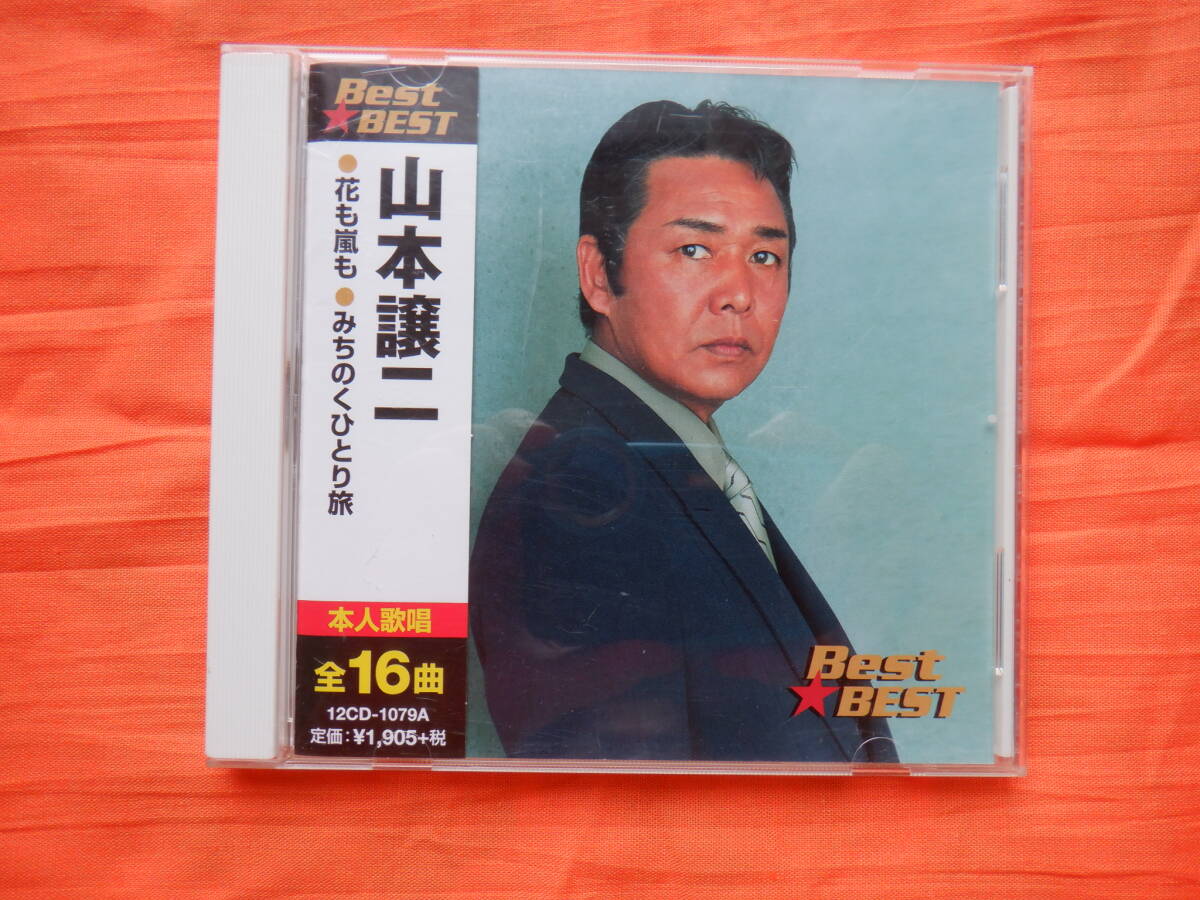 Best
★BEST
山本譲二
●花も嵐も●みちのくひとり旅
本人歌唱
全16曲
12CD-1079A
定価:¥1,905+税
Best
★BEST